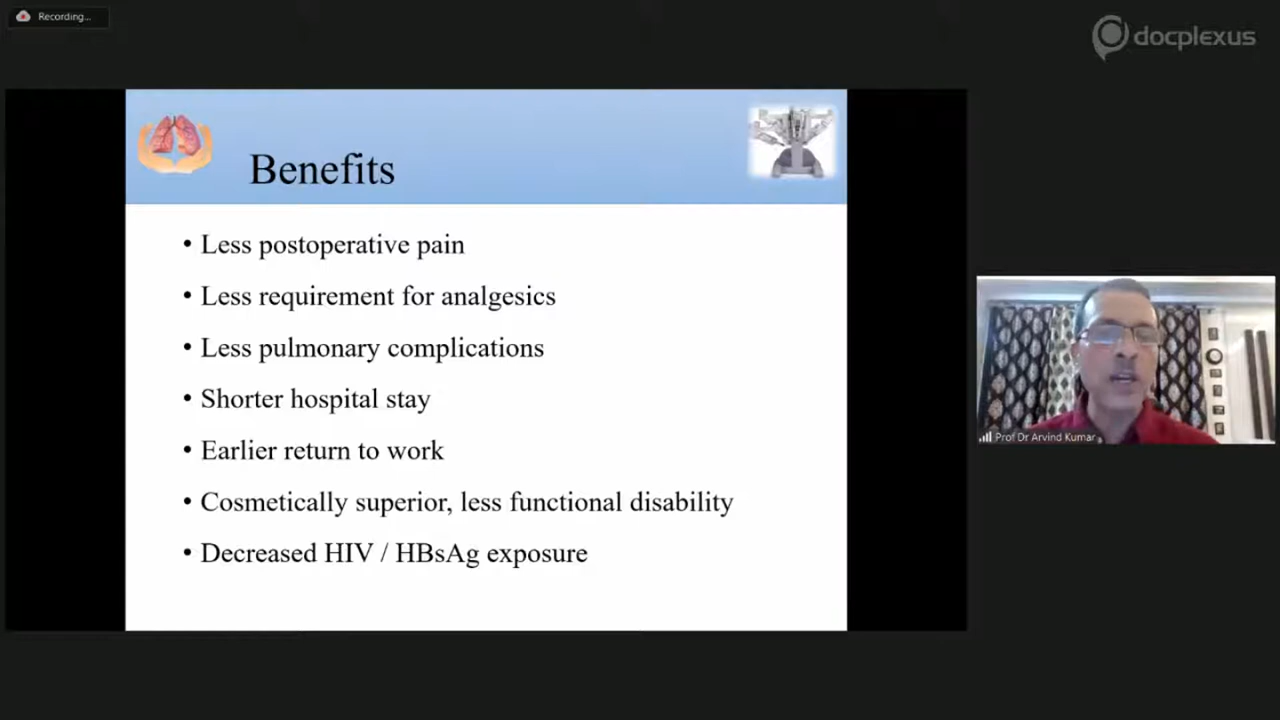 Recording...
docplexus
Benefits
• Less postoperative pain
• Less requirement for analgesics
• Less pulmonary complications
• Shorter hospital stay
• Earlier return to work
• Cosmetically superior, less functional disability
• Decreased HIV / HBsAg exposure
Prof Dr Arvind Kumar